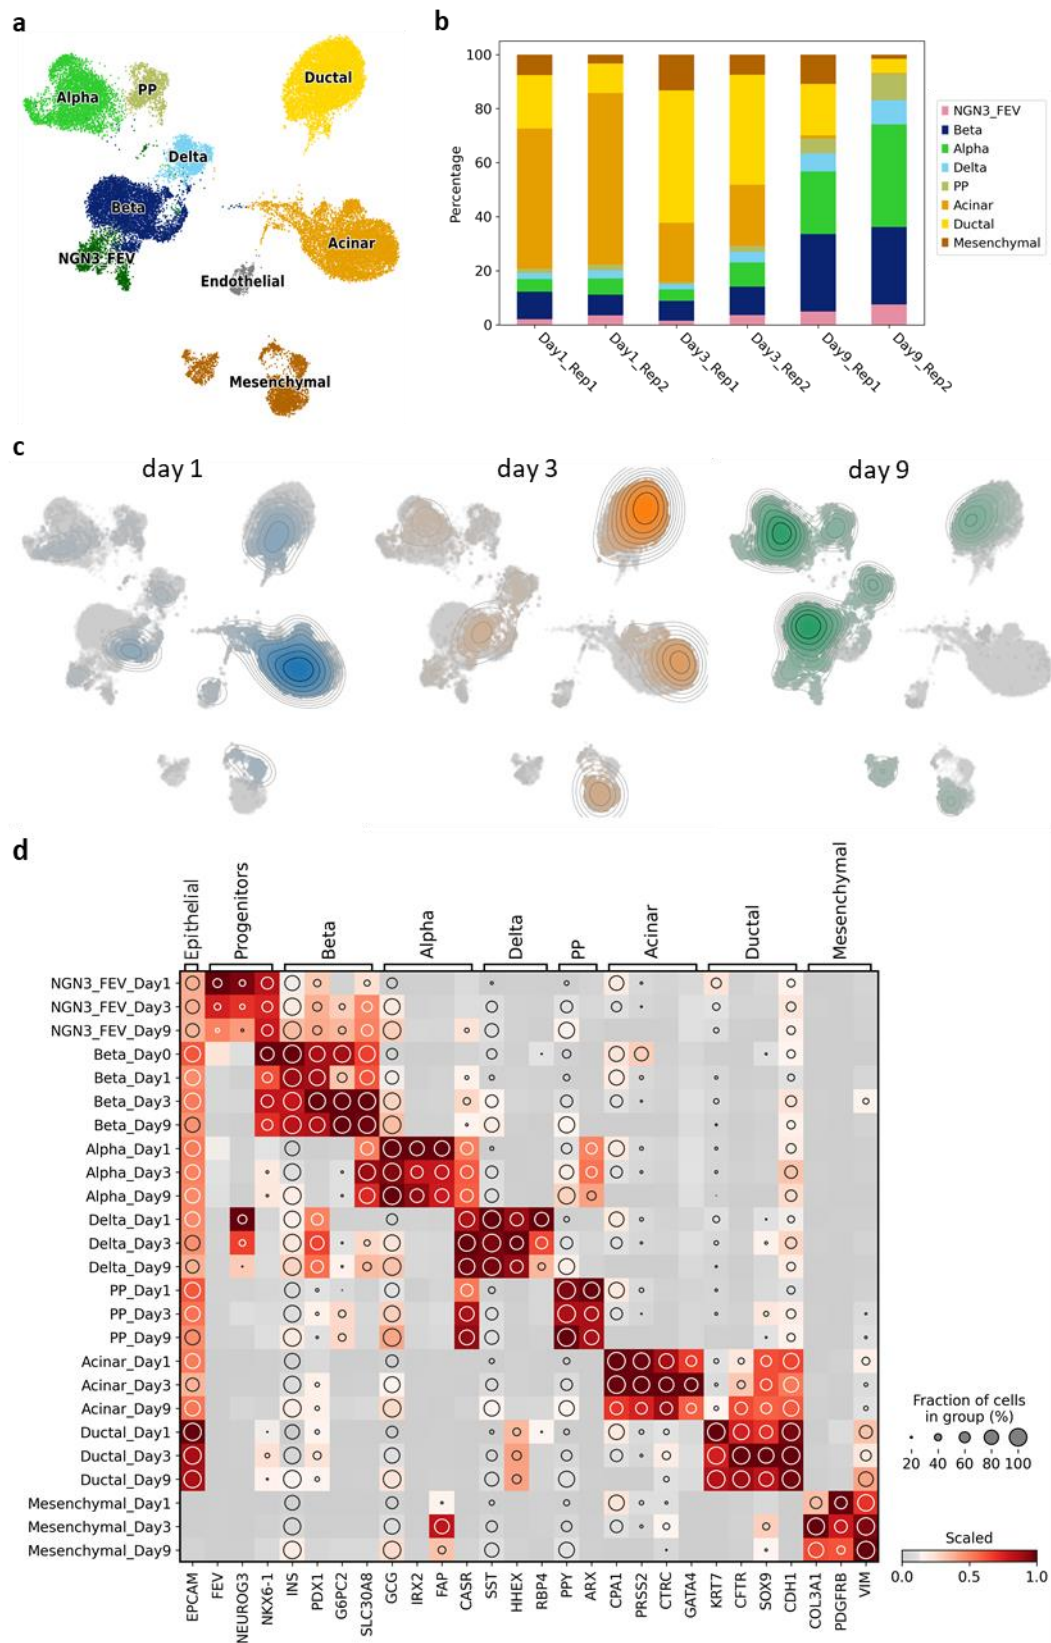 a
Alpha
PP
Ductal
Delta
Beta
NGN3_FEV
Acinar
Endothelial
Mesenchymal
b
Percentage
100
80
60
40
20
0
Day1_Rep1
Day1_Rep2
Day3_Rep1
Day3_Rep2
Day9_Rep1
Day9_Rep2
NGN3_FEV
Beta
Alpha
Delta
PP
Acinar
Ductal
Mesenchymal
c
day 1
day 3
day 9
d
Epithelial
Progenitors
Beta
Alpha
Delta
PP
Acinar
Ductal
Mesenchymal
NGN3_FEV_Day1
NGN3_FEV_Day3
NGN3_FEV_Day9
Beta_Day0
Beta_Day1
Beta_Day3
Beta_Day9
Alpha_Day1
Alpha_Day3
Alpha_Day9
Delta_Day1
Delta_Day3
Delta_Day9
PP_Day1
PP_Day3
PP_Day9
Acinar_Day1
Acinar_Day3
Acinar_Day9
Ductal_Day1
Ductal_Day3
Ductal_Day9
Mesenchymal_Day1
Mesenchymal_Day3
Mesenchymal_Day9
EPCAM
FEV
NEUROG3
NKX6-1
INS
PDX1
G6PC2
SLC30A8
GCG
IRX2
FAP
CASR
SST
HHEX
RBP4
PPY
ARX
CPA1
PRSS2
CTRC
GATA4
KRT7
CFTR
SOX9
CDH1
COL3A1
PDGFRB
VIM
Fraction of cells
in group (%)
20 40 60 80 100
Scaled
0.0 0.5 1.0